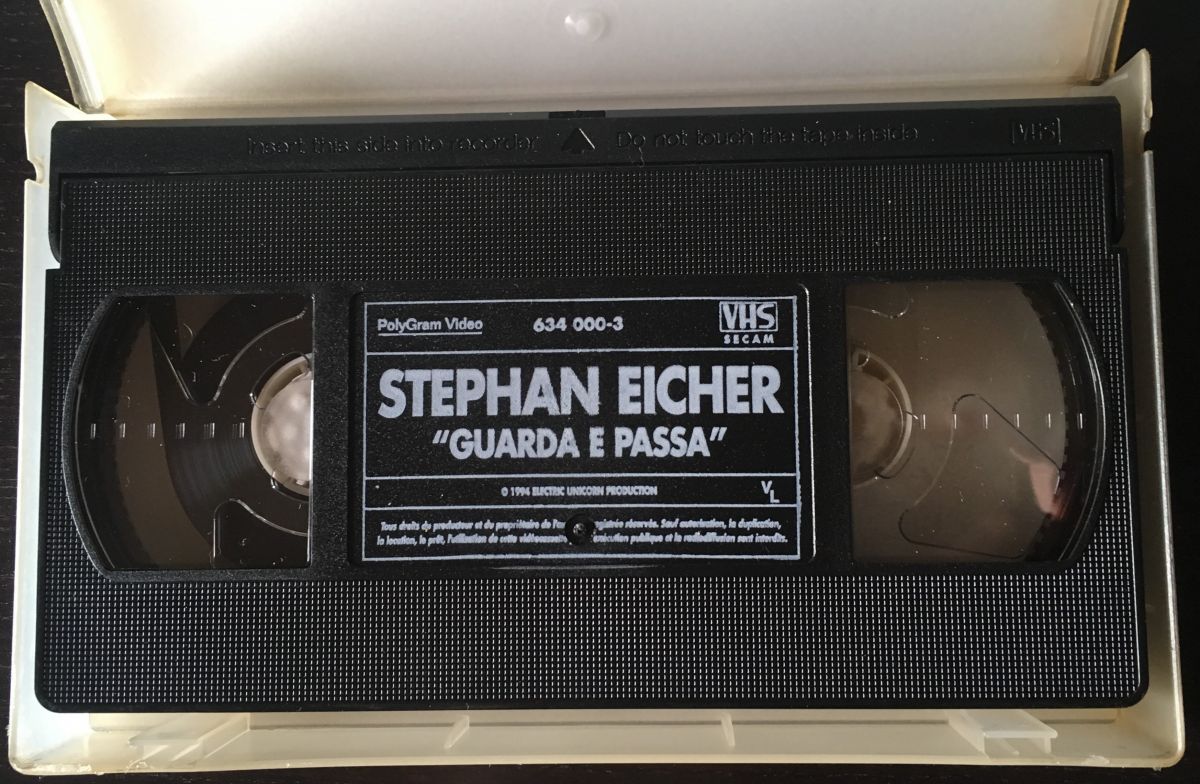 Insert this side into recorder Do not touch the tape inside VHS
PolyGram Video 634 000-3 VHS
SECAM
STEPHAN EICHER
"GUARDA E PASSA"
© 1994 ELECTRIC UNICORN PRODUCTION VL
Tous droits du producteur et du propriétaire de réservés. Sauf autorisation, la duplication,
la location, le prêt, l'utilisation de cette publique et la radiodiffusion sont interdits.